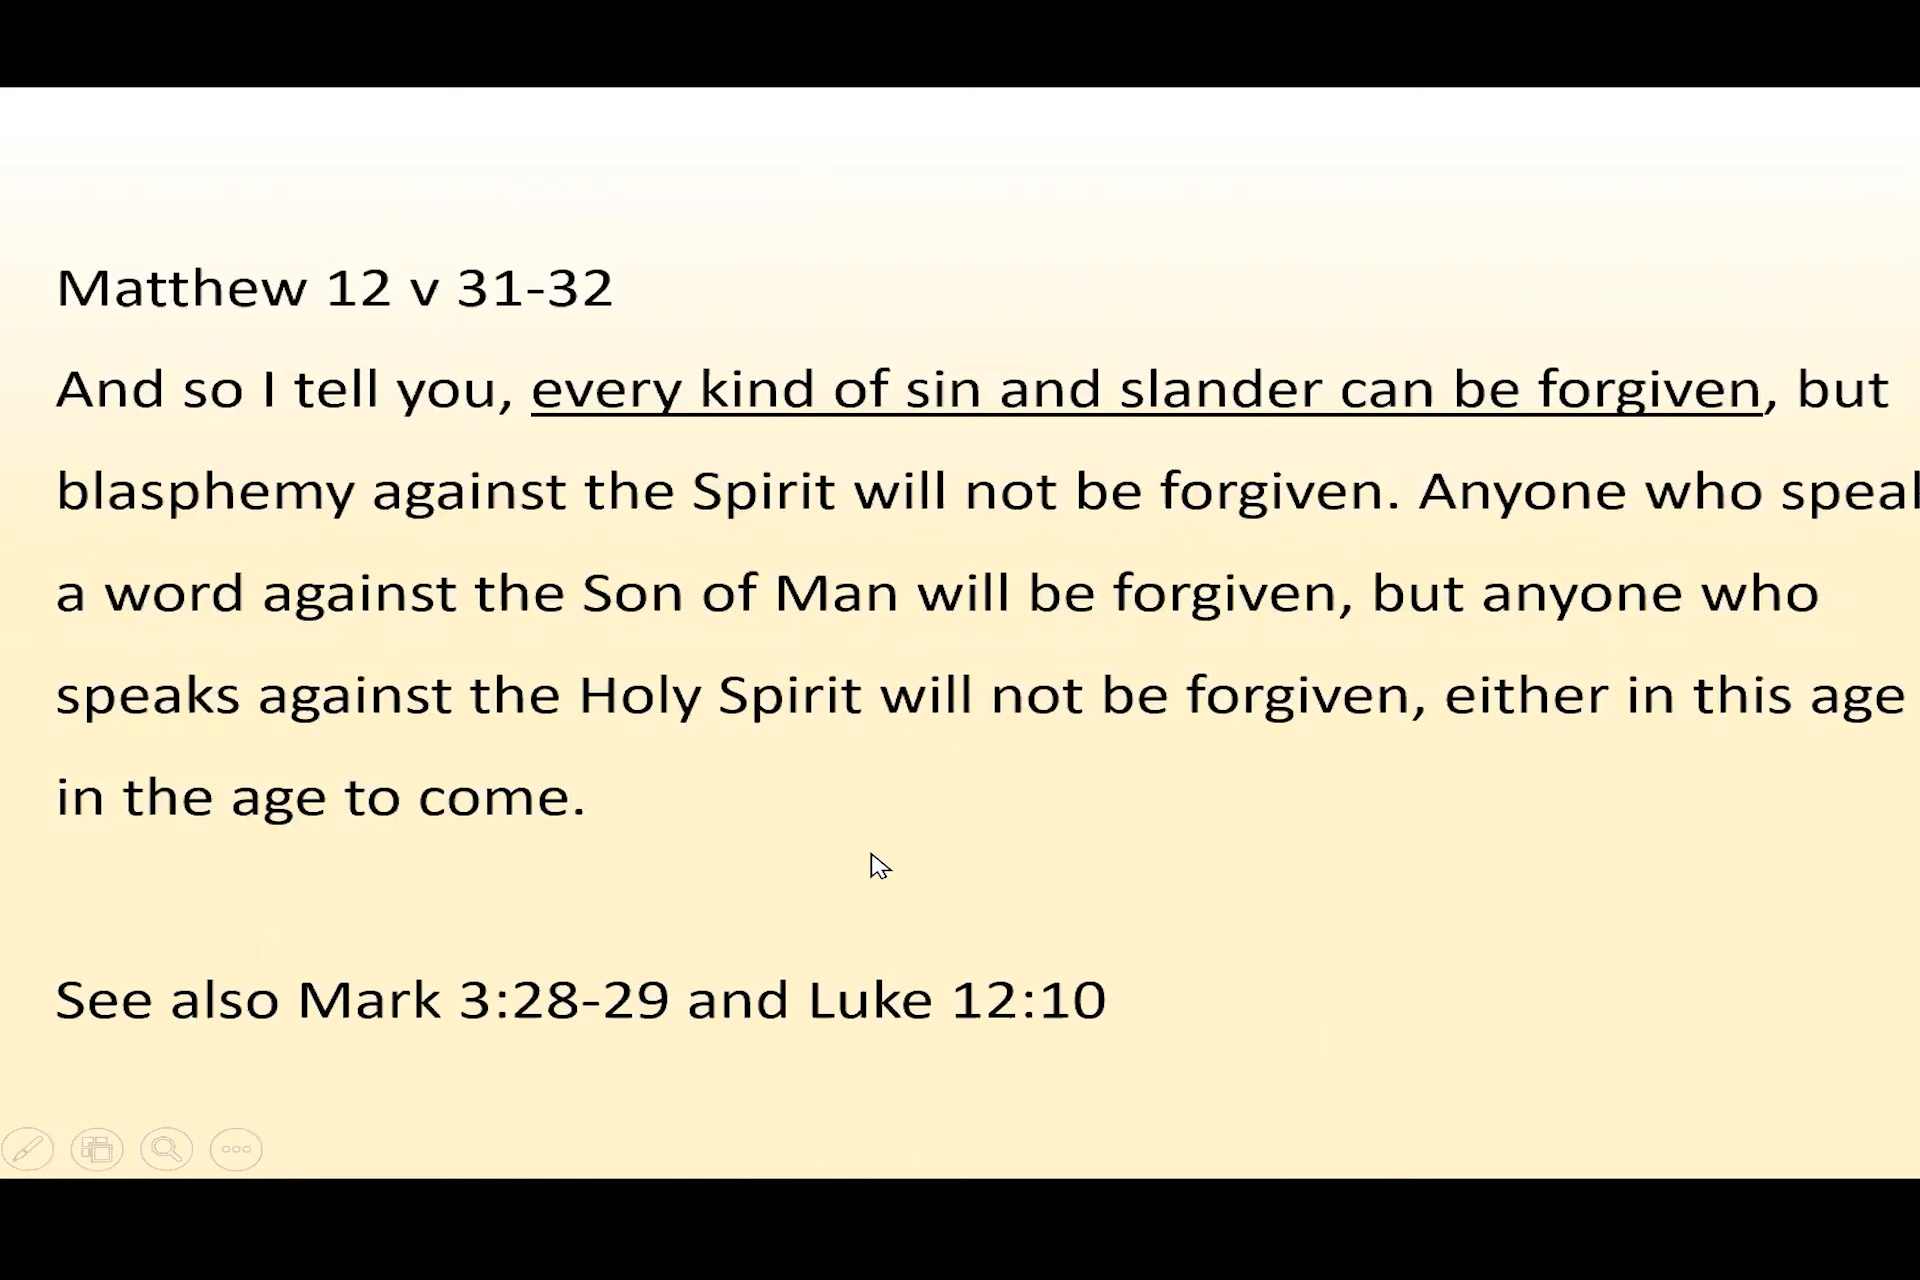 Matthew 12 v 31-32
And so I tell you, every kind of sin and slander can be forgiven, but
blasphemy against the Spirit will not be forgiven. Anyone who
a word against the Son of Man will be forgiven, but anyone who
speaks against the Holy Spirit will not be forgiven, either in this age
in the age to come.
See also Mark 3:28-29 and Luke 12:10